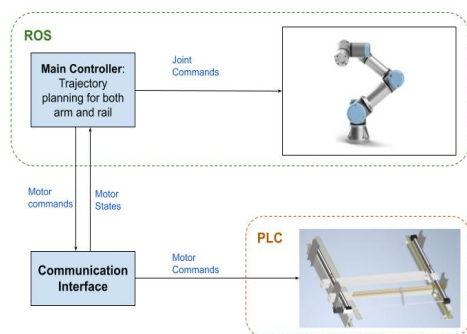 ROS
Main Controller:
Trajectory
planning for both
arm and rail
Joint
Commands
Motor
commands
Motor
States
Communication
Interface
Motor
Commands
PLC